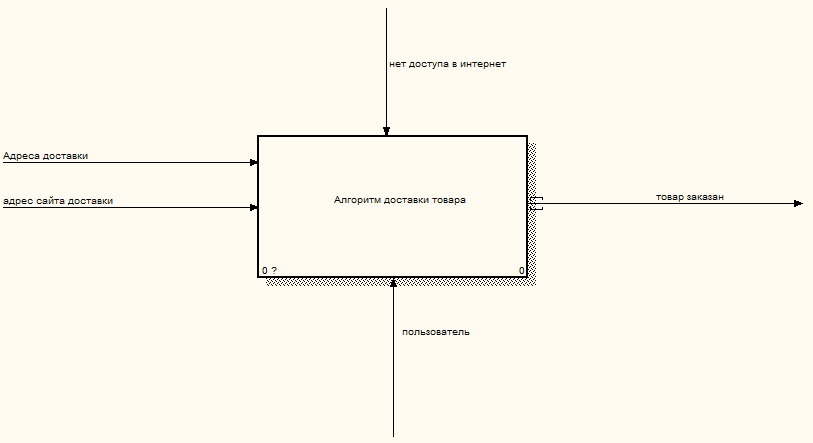 нет доступа в интернет
Адреса доставки
адрес сайта доставки
Алгоритм доставки товара
товар заказан
0 ?
0
пользователь